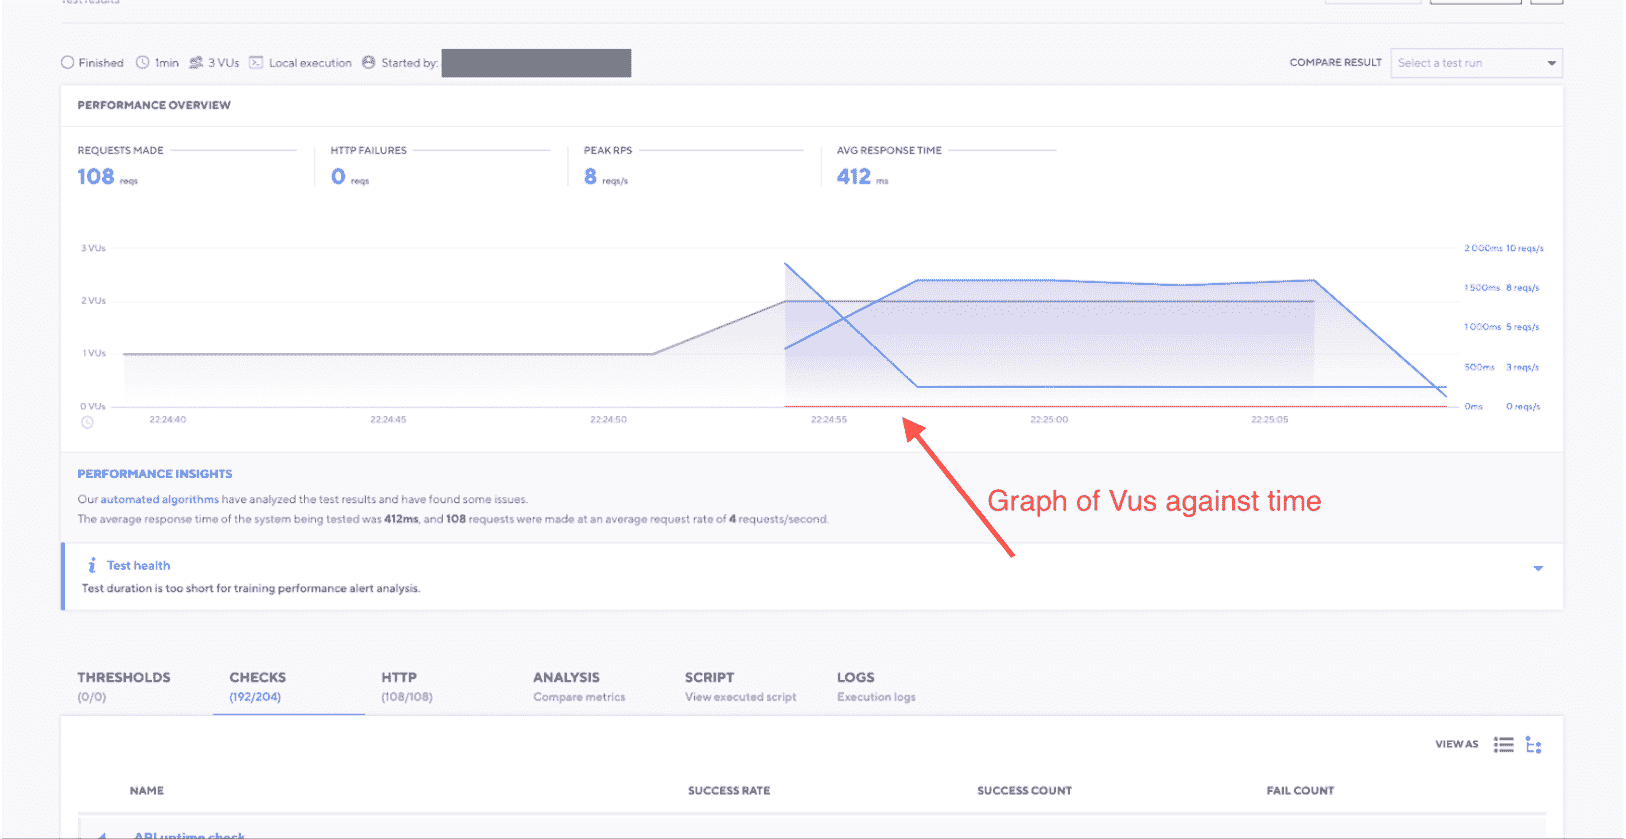 Test results
Finished 1min 3 VUs Local execution Started by:
COMPARE RESULT Select a test run
PERFORMANCE OVERVIEW
REQUESTS MADE HTTP FAILURES PEAK RPS AVG RESPONSE TIME
108 reqs 0 reqs 8 reqs/s 412 ms
3 VUs 2 000ms 10 reqs/s
2 VUs 1 500ms 8 reqs/s
1 000ms 5 reqs/s
1 VUs 500ms 3 reqs/s
0 VUs 0ms 0 reqs/s
22:24:40 22:24:45 22:24:50 22:24:55 22:25:00 22:25:05
PERFORMANCE INSIGHTS
Our automated algorithms have analyzed the test results and have found some issues.
The average response time of the system being tested was 412ms, and 108 requests were made at an average request rate of 4 requests/second.
Graph of Vus against time
i Test health
Test duration is too short for training performance alert analysis.
THRESHOLDS CHECKS HTTP ANALYSIS SCRIPT LOGS
(0/0) (192/204) (108/108) Compare metrics View executed script Execution logs
VIEW AS
NAME SUCCESS RATE SUCCESS COUNT FAIL COUNT
API uptime check